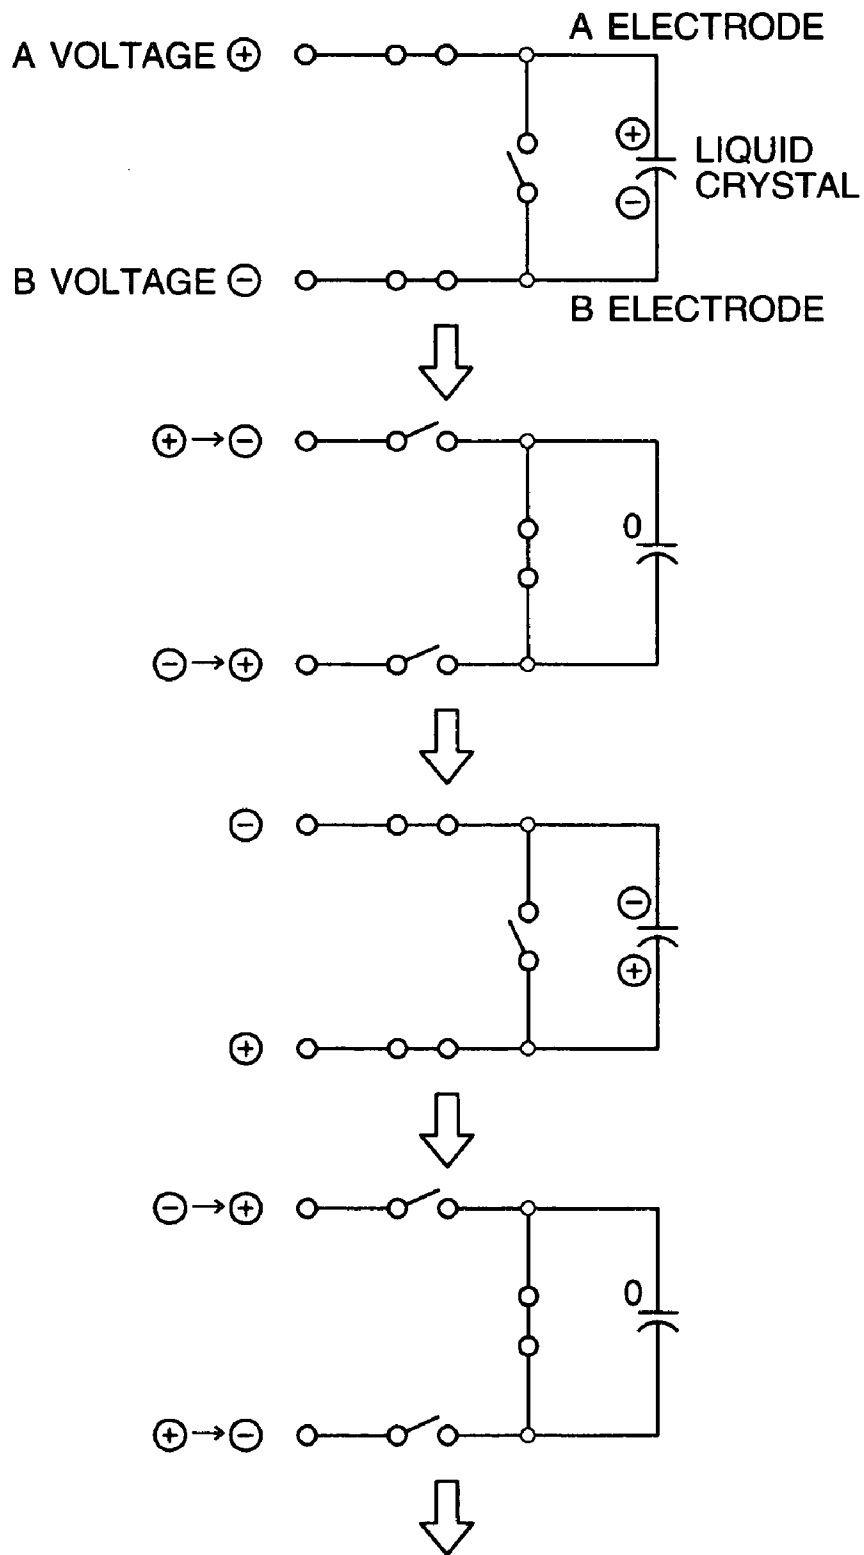 A ELECTRODE
A VOLTAGE ⊕
⊕
LIQUID
CRYSTAL
⊖
B VOLTAGE ⊖
B ELECTRODE
⊕→⊖
0
⊖→⊕
⊖
⊖
⊕
⊕
⊖→⊕
0
⊕→⊖